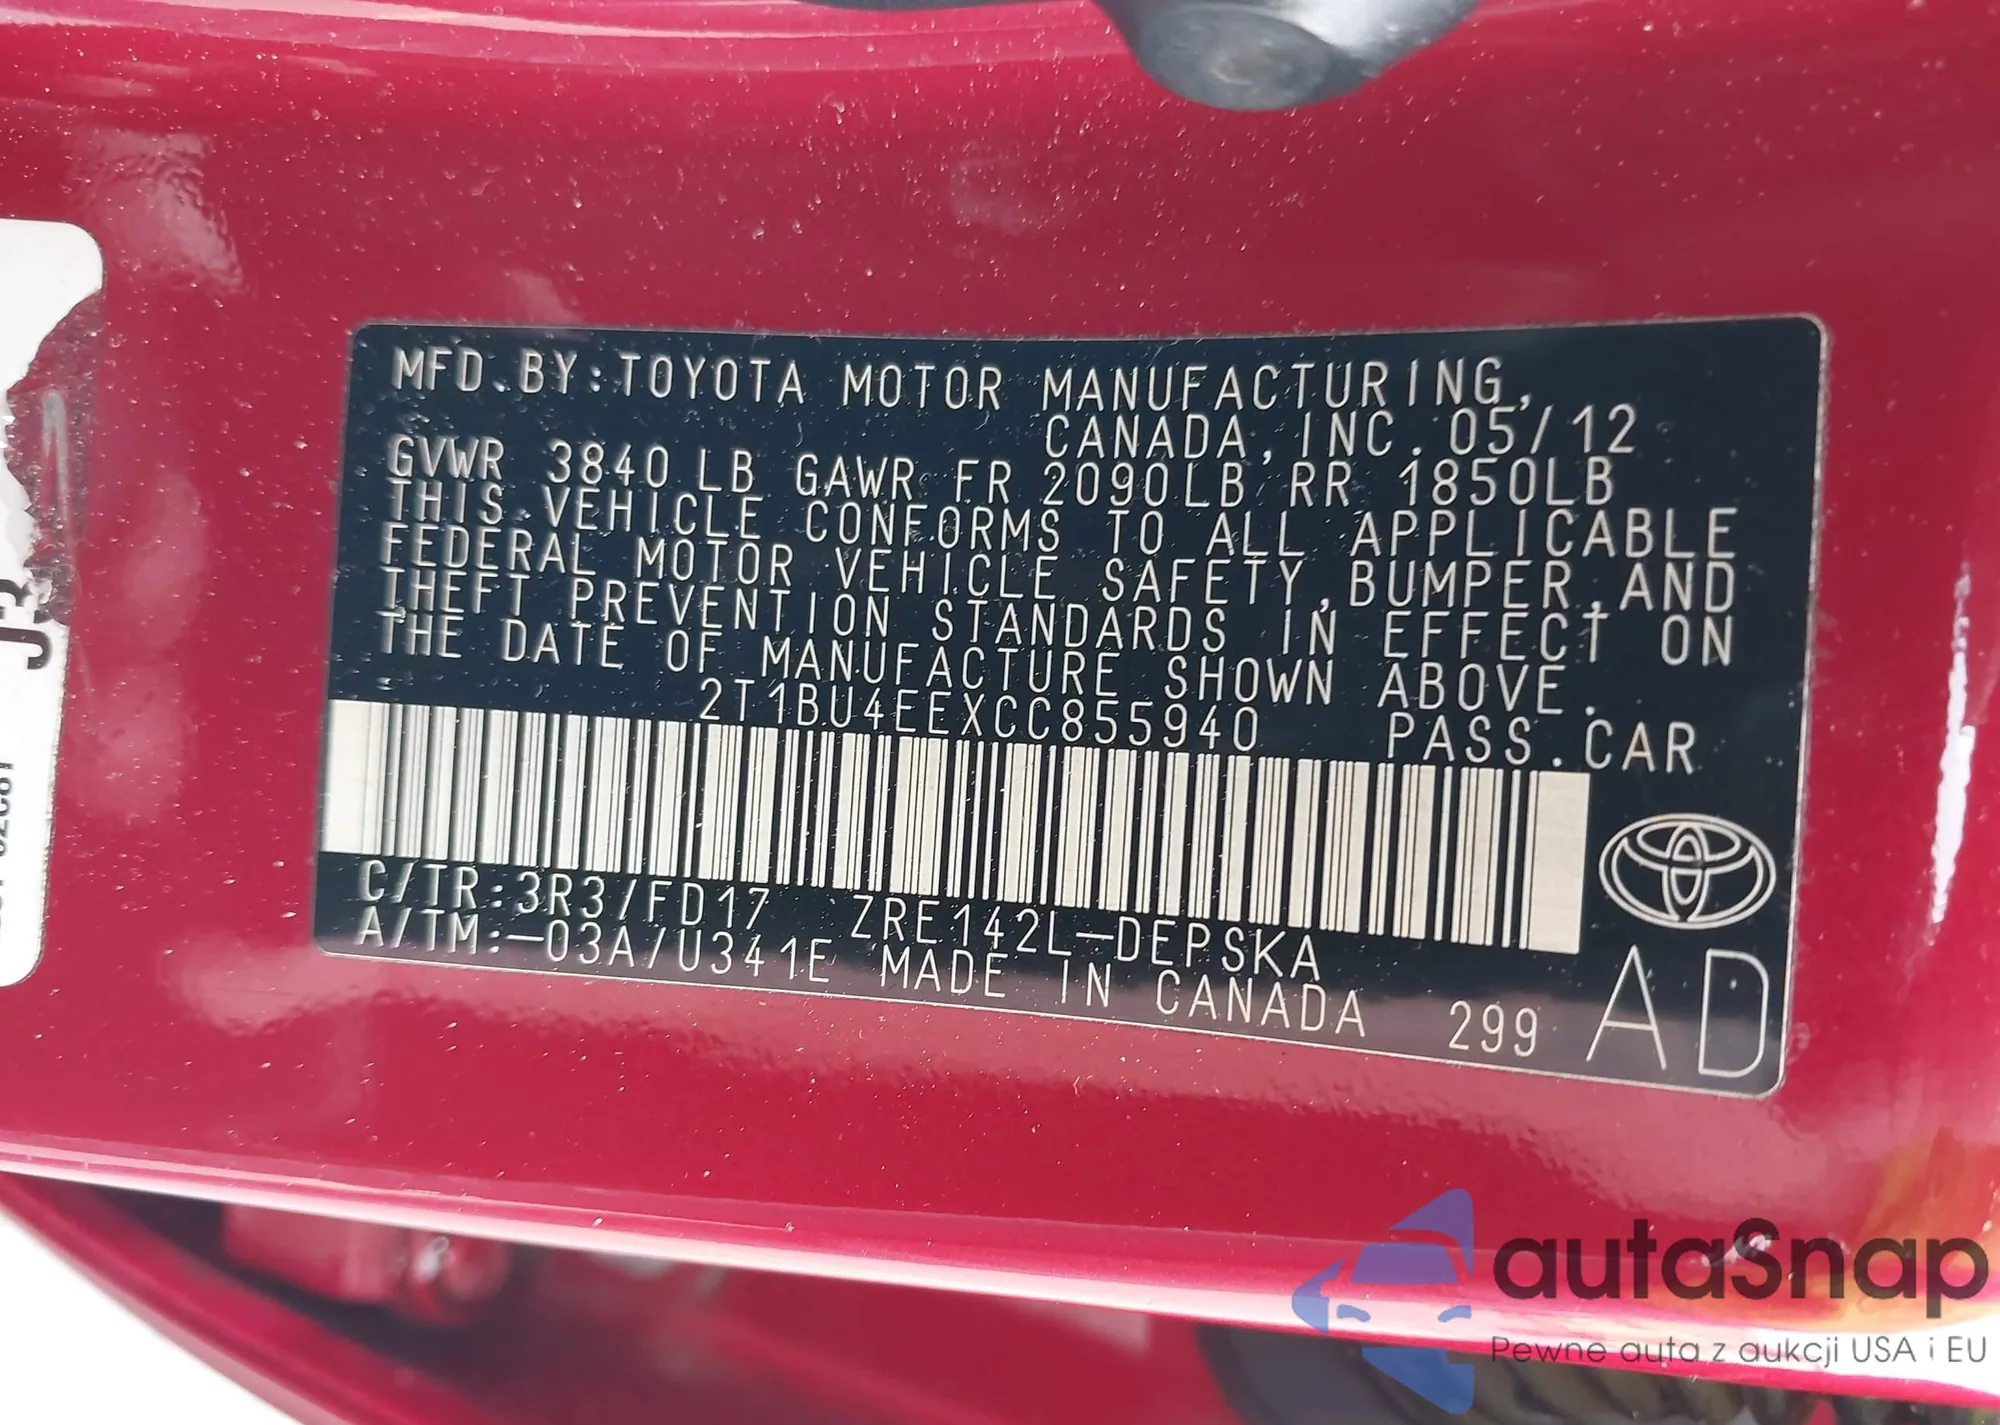 MFD.BY:TOYOTA MOTOR MANUFACTURING,
CANADA,INC.05/12
GVWR 3840LB GAWR FR 2090LB RR 1850LB
THIS VEHICLE CONFORMS TO ALL APPLICABLE
FEDERAL MOTOR VEHICLE SAFETY,BUMPER,AND
THEFT PREVENTION STANDARDS IN EFFECT ON
THE DATE OF MANUFACTURE SHOWN ABOVE.
2T1BU4EEXCC855940 PASS.CAR
C/TR:3R3/FD17 ZRE142L-DEPSKA
A/TM:-03A/U341E MADE IN CANADA 299 AD
J3
autaSnap
Pewne auta z aukcji USA i EU